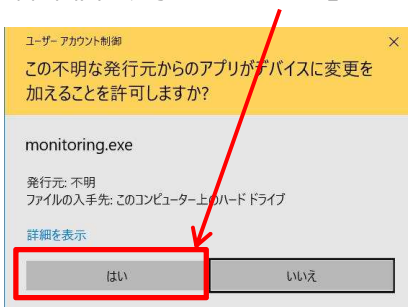 ユーザー アカウント制御
この不明な発行元からのアプリがデバイスに変更を
加えることを許可しますか?
monitoring.exe
発行元: 不明
ファイルの入手先: このコンピューター上のハード ドライブ
詳細を表示
はい
いいえ